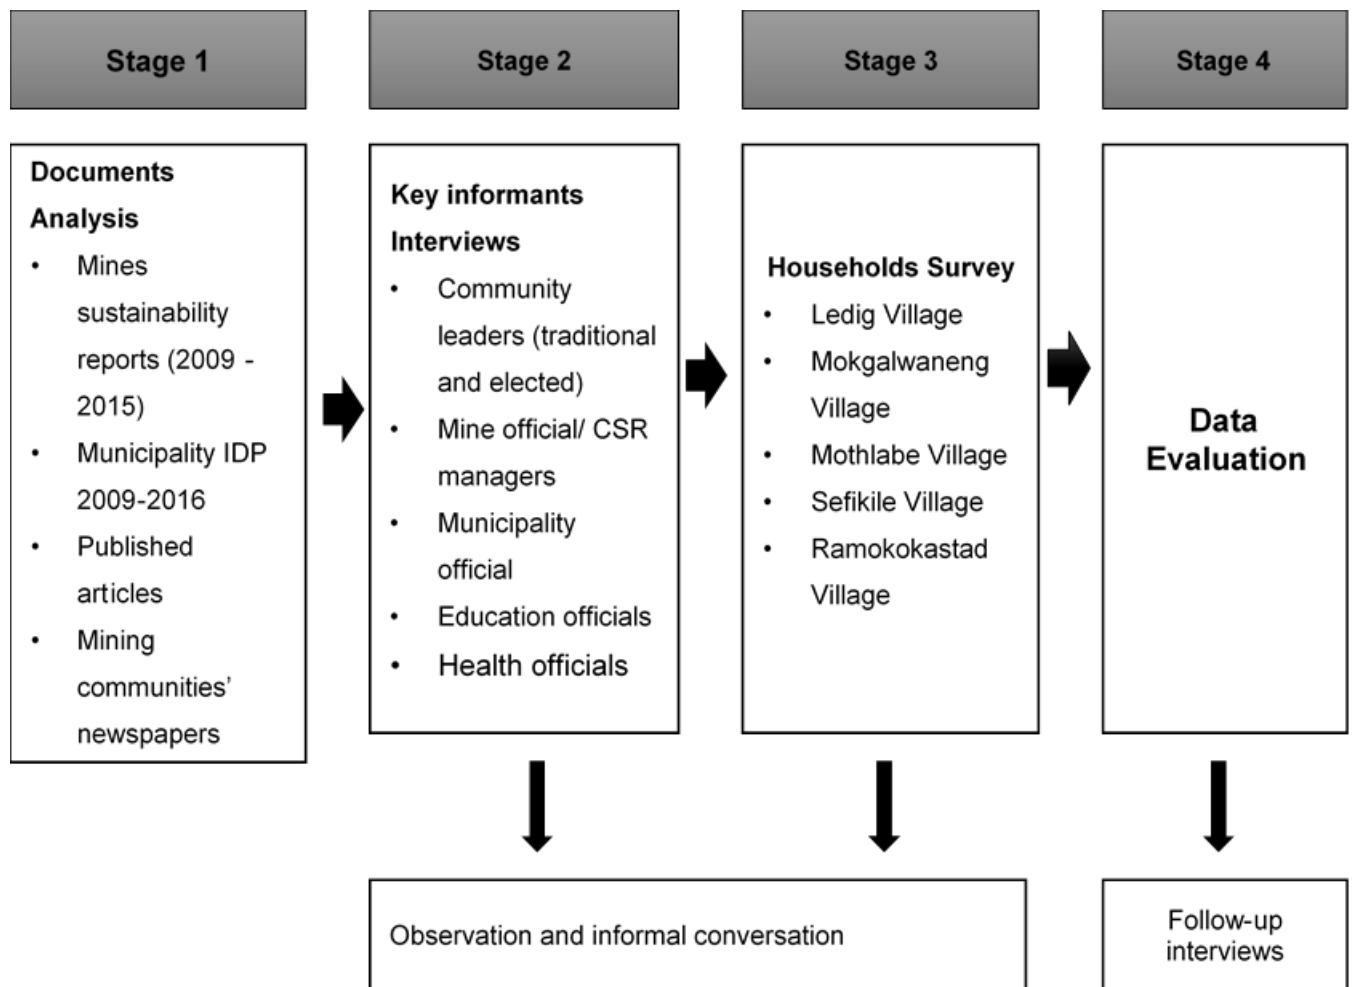 Stage 1
Stage 2
Stage 3
Stage 4
Documents
Analysis
• Mines
sustainability
reports (2009 -
2015)
• Municipality IDP
2009-2016
• Published
articles
• Mining
communities’
newspapers
Key informants
Interviews
• Community
leaders (traditional
and elected)
• Mine official/ CSR
managers
• Municipality
official
• Education officials
• Health officials
Households Survey
• Ledig Village
• Mokgalwaneng
Village
• Mothlabe Village
• Sefikile Village
• Ramokokastad
Village
Data
Evaluation
Observation and informal conversation
Follow-up
interviews